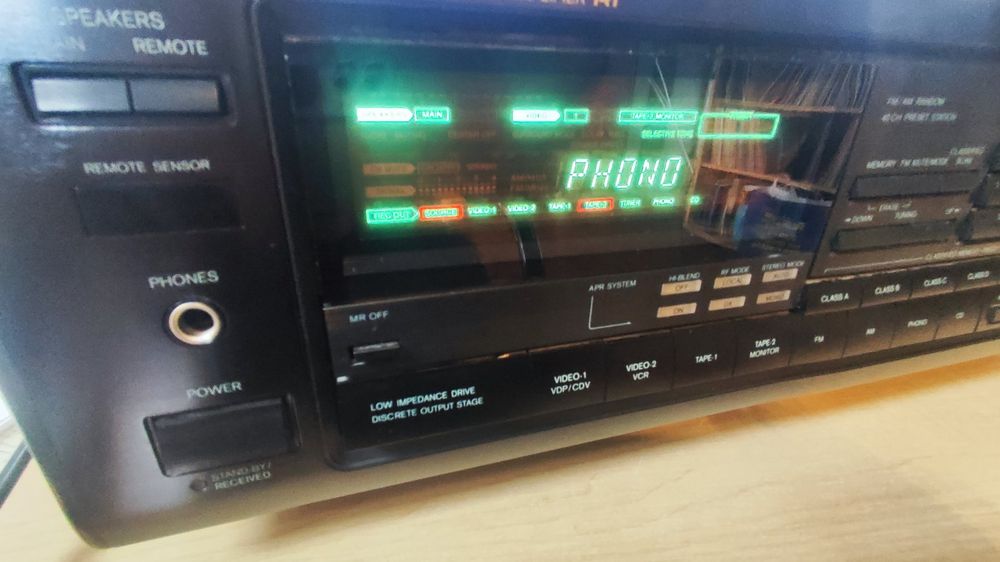 SPEAKERS
REMOTE
REMOTE SENSOR
PHONES
POWER
STAND-BY/
RECEIVED
MAIN
TAPE-2 MONITOR
SELECTIVE TONE
PHONO
REC OUT SOURCE VIDEO-1 VIDEO-2 TAPE-1 TAPE-2 TUNER PHONO CD
MR OFF
APR SYSTEM
HI-BLEND
OFF
ON
RF MODE
LOCAL
DX
STEREO MODE
AUTO
MONO
LOW IMPEDANCE DRIVE
DISCRETE OUTPUT STAGE
VIDEO-1
VDP/CDV
VIDEO-2
VCR
TAPE-1
TAPE-2
MONITOR
FM
AM
PHONO
CD
FM/AM RANDOM
40 CH PRESET STATION
MEMORY FM MUTE/MODE
DOWN
TUNING
UP
CLASS A
CLASS B
CLASS C
CLASS D